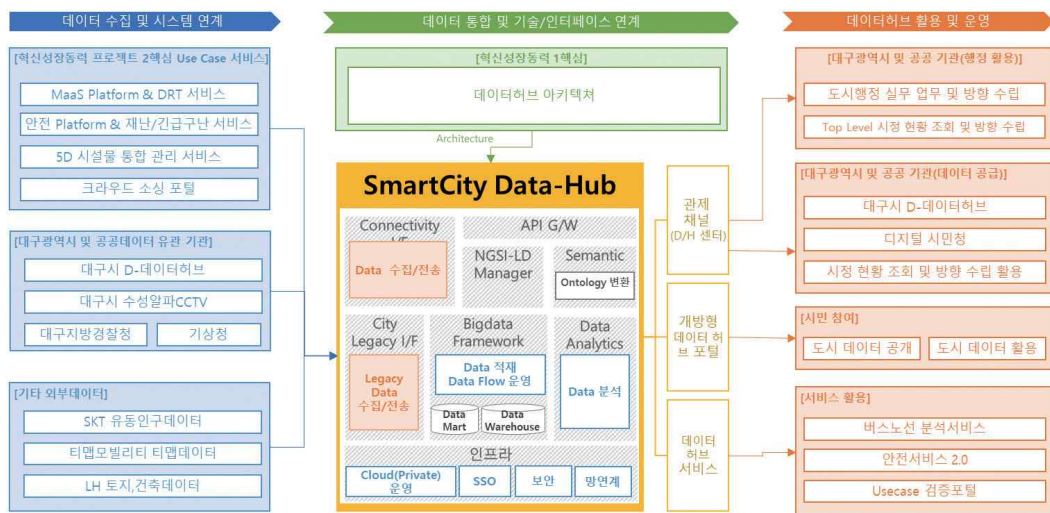 데이터 수집 및 시스템 연계
데이터 통합 및 기술/인터페이스 연계
데이터허브 활용 및 운영
[혁신성장동력 프로젝트 2핵심 Use Case 서비스]
MaaS Platform & DRT 서비스
안전 Platform & 재난/긴급구난 서비스
5D 시설물 통합 관리 서비스
크라우드 소싱 포털
[대구광역시 및 공공데이터 유관 기관]
대구시 D-데이터허브
대구시 수성알파CCTV
대구지방경찰청
기상청
[기타 외부데이터]
SKT 유동인구데이터
티맵모빌리티 티맵데이터
LH 토지,건축데이터
[혁신성장동력 1핵심]
데이터허브 아키텍쳐
Architecture
SmartCity Data-Hub
Connectivity
I/F
Data 수집/전송
API G/W
NGSI-LD
Manager
Semantic
Ontology 변환
City
Legacy I/F
Legacy
Data
수집/전송
Bigdata
Framework
Data 적재
Data Flow 운영
Data
Mart
Data
Warehouse
Data
Analytics
Data 분석
인프라
Cloud(Private)
운영
SSO
보안
망연계
관제
채널
(D/H 센터)
개방형
데이터 허
브 포털
데이터
허브
서비스
[대구광역시 및 공공 기관(행정 활용)]
도시행정 실무 업무 및 방향 수립
Top Level 시정 현황 조회 및 방향 수립
[대구광역시 및 공공 기관(데이터 공급)]
대구시 D-데이터허브
디지털 시민청
시정 현황 조회 및 방향 수립 활용
[시민 참여]
도시 데이터 공개
도시 데이터 활용
[서비스 활용]
버스노선 분석서비스
안전서비스 2.0
Usecase 검증포털